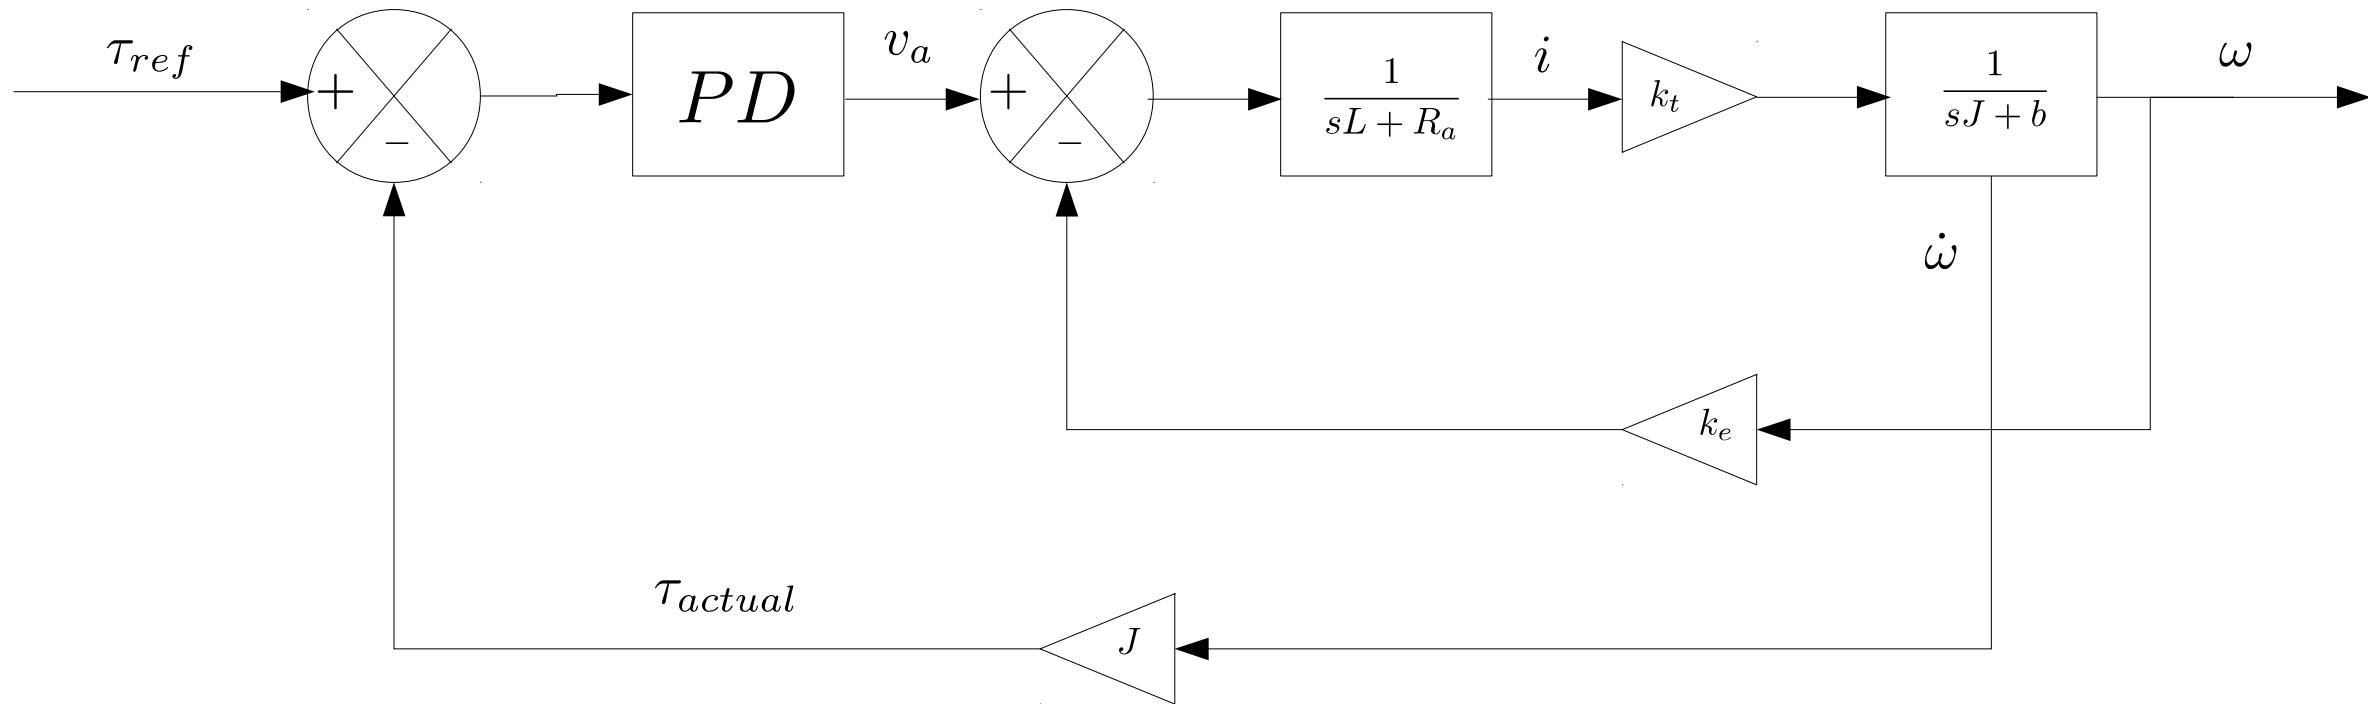 τ_ref
+
−
PD
v_a
+
−
1
sL + R_a
i
k_t
1
sJ + b
ω
ω̇
k_e
τ_actual
J